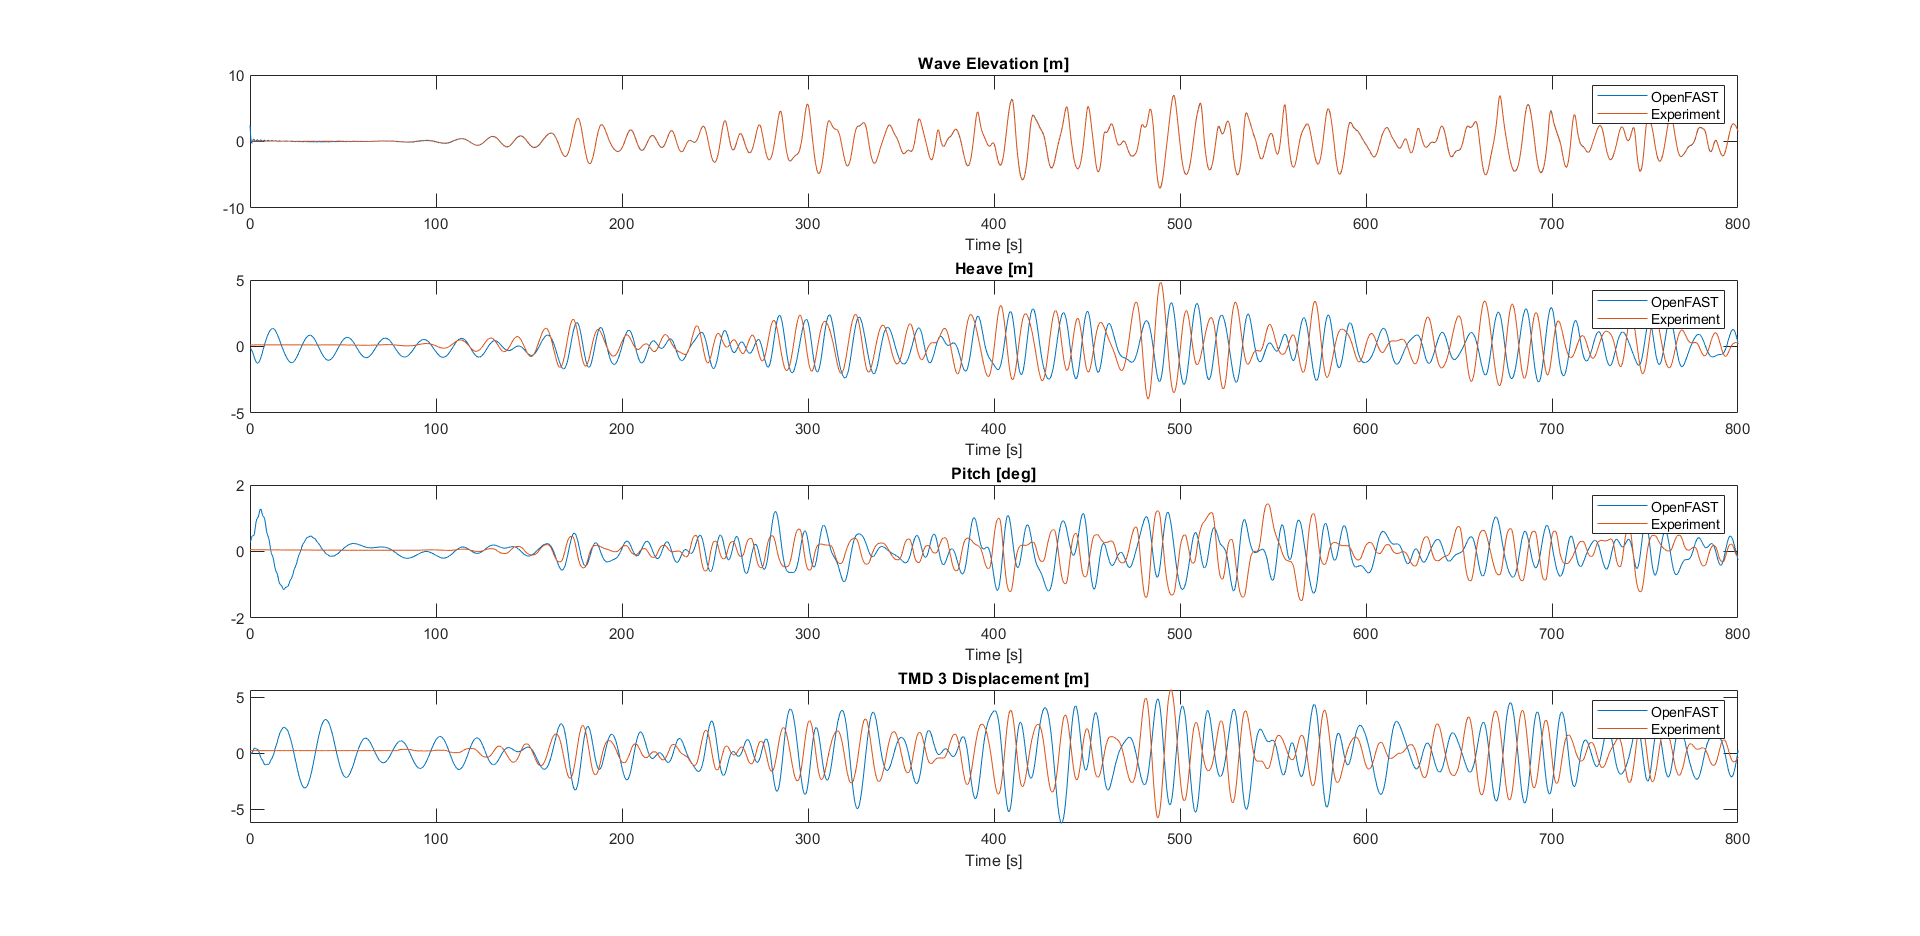 Wave Elevation [m]
10
0
-10
OpenFAST
Experiment
0 100 200 300 400 500 600 700 800
Time [s]
Heave [m]
5
0
-5
OpenFAST
Experiment
0 100 200 300 400 500 600 700 800
Time [s]
Pitch [deg]
2
0
-2
OpenFAST
Experiment
0 100 200 300 400 500 600 700 800
Time [s]
TMD 3 Displacement [m]
5
0
-5
OpenFAST
Experiment
0 100 200 300 400 500 600 700 800
Time [s]